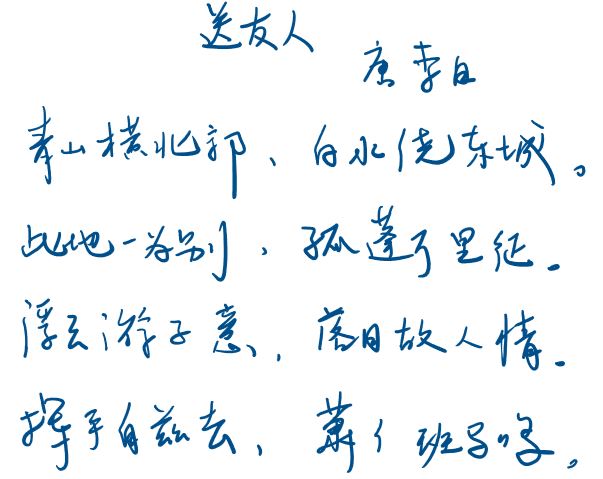 送友人
唐 李白
青山横北郭、白水绕东城。
此地一为别,孤蓬万里征.
浮云游子意,落日故人情.
挥手自兹去,萧々班马鸣。